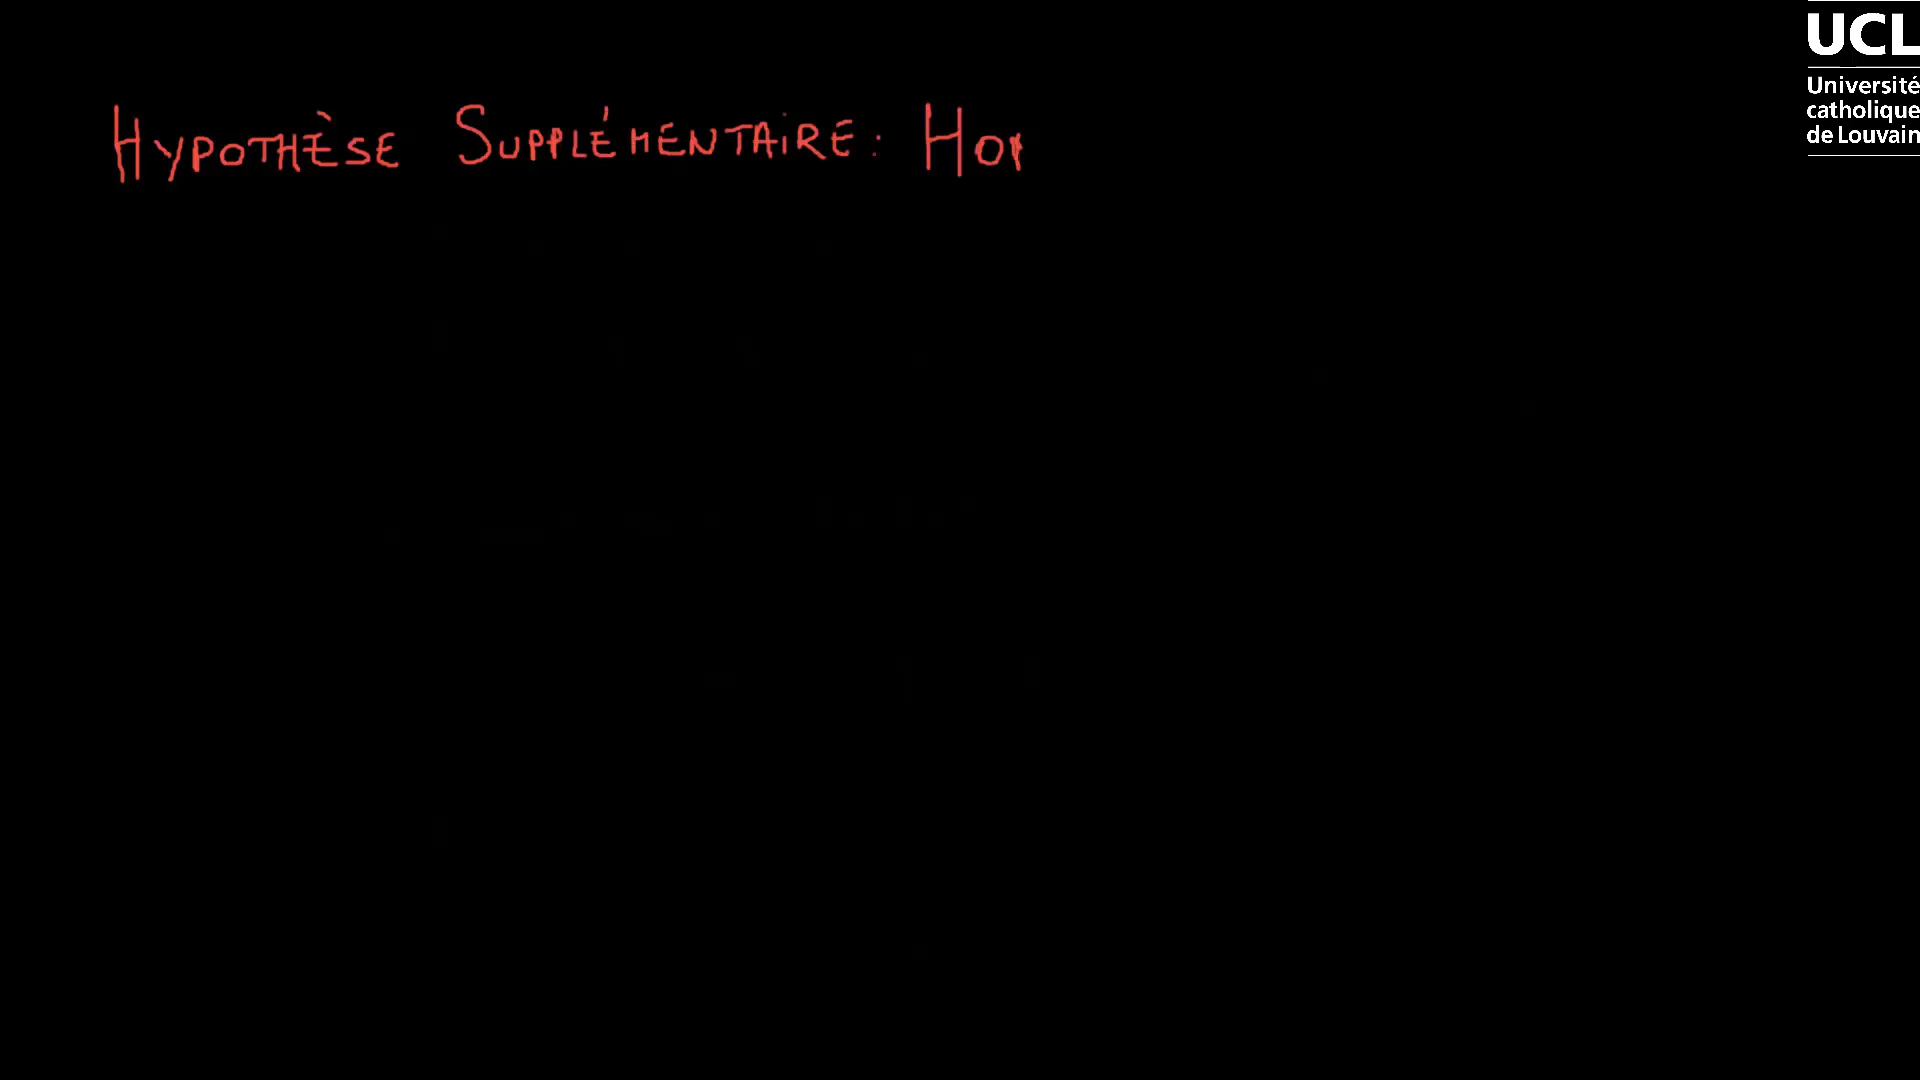 HYPOTHÈSE SUPPLÉMENTAIRE: HO
UCL
Université
catholique
de Louvain